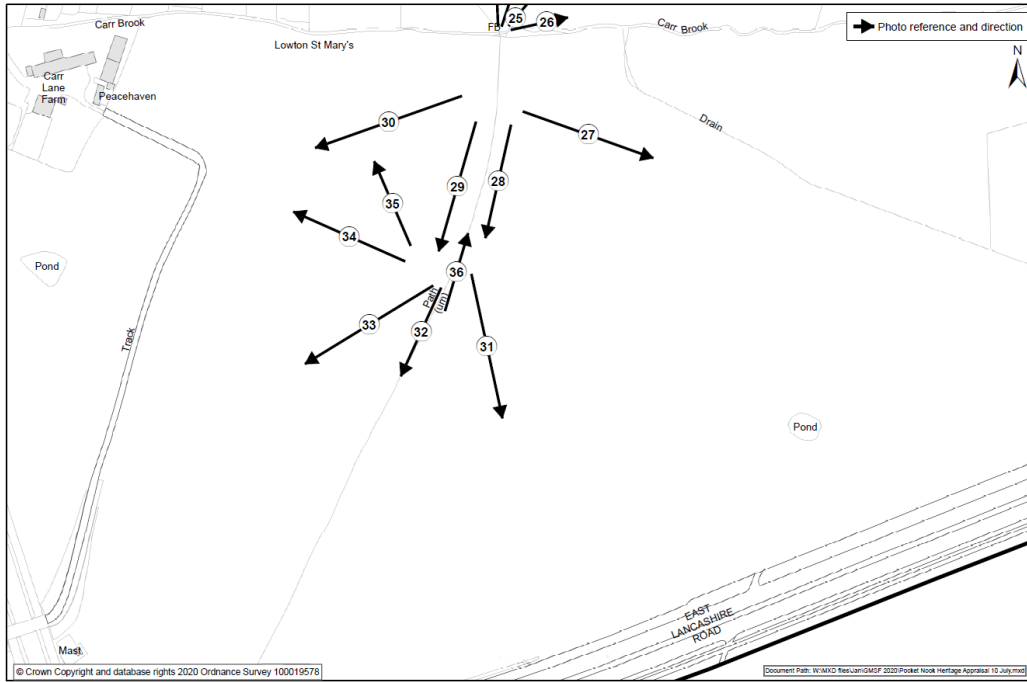 Carr Brook
25
26
FB
Carr Brook
Photo reference and direction
Lowton St Mary's
N
Carr
Lane
Farm
Peacehaven
30
27
Drain
29
28
35
34
Pond
36
Path
(um)
33
32
31
Track
Pond
EAST
LANCASHIRE
ROAD
Mast
© Crown Copyright and database rights 2020 Ordnance Survey 100019578
Document Path: W:\MXD files\Jan\GMSF 2020\Pocket Nook Heritage Appraisal 10 July.mxd